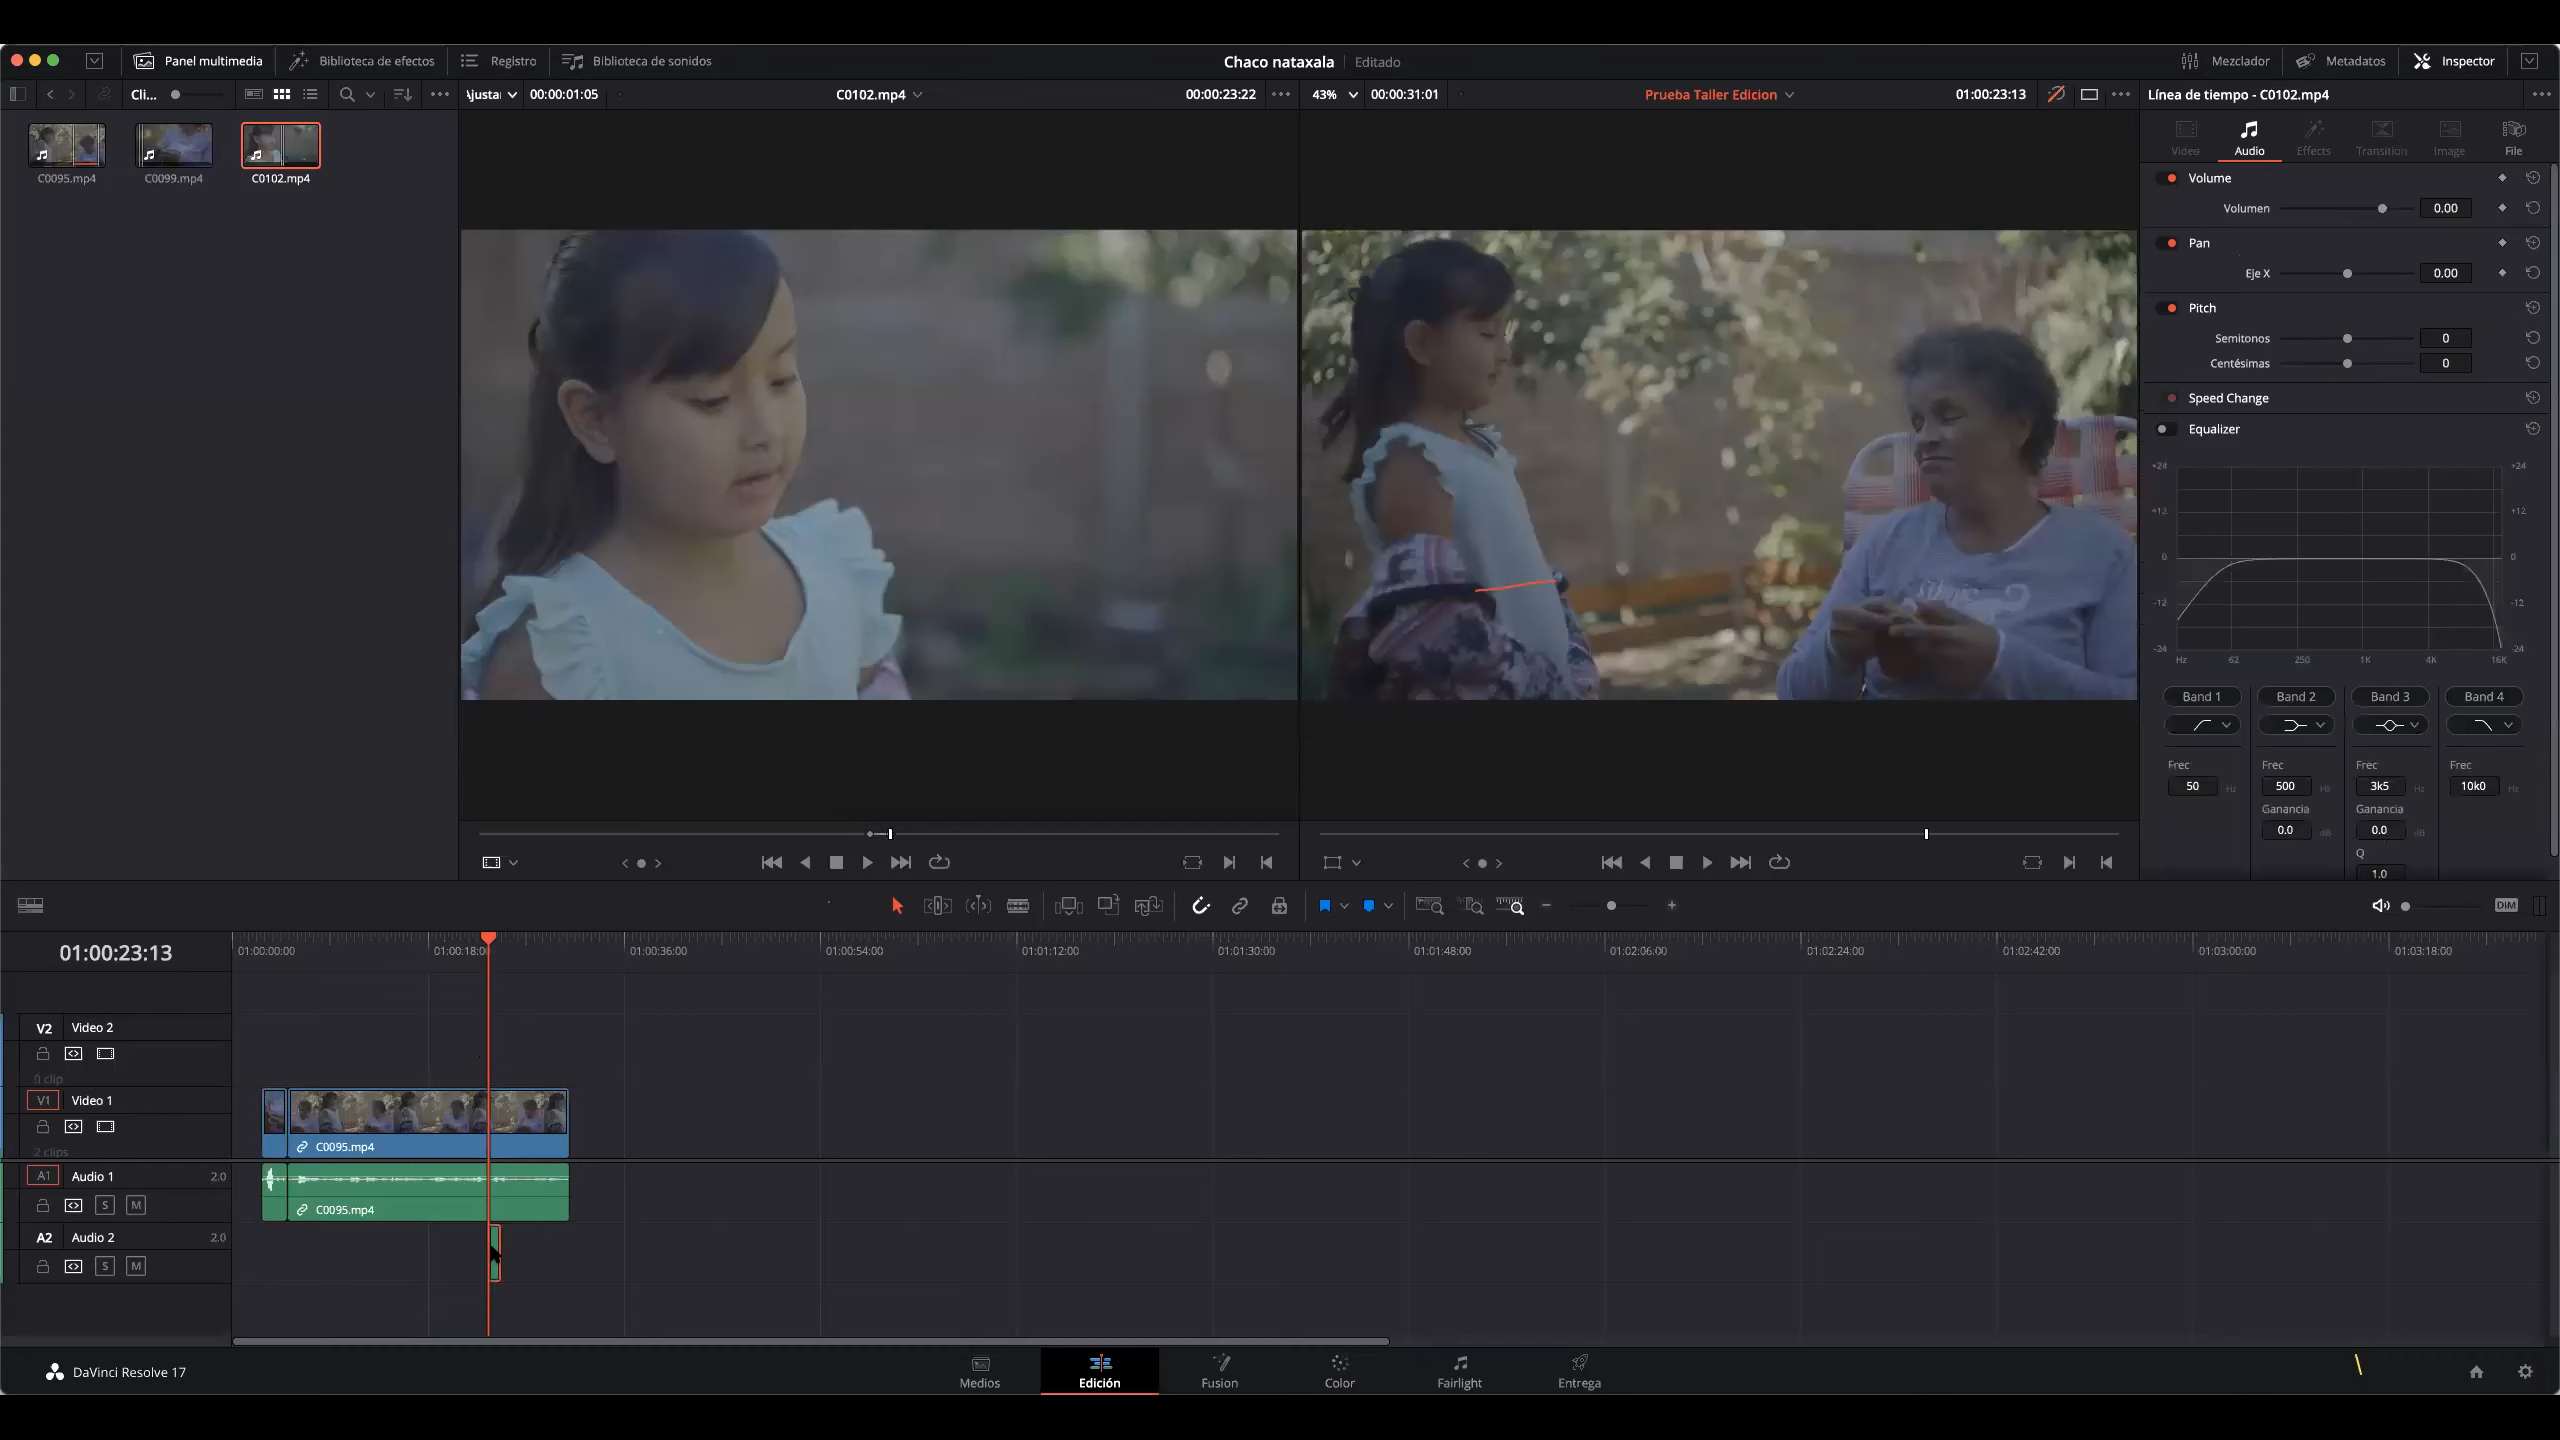 Panel multimedia
Biblioteca de efectos
Registro
Biblioteca de sonidos
Chaco nataxala
Editado
Mezclador
Metadatos
Inspector
Cli...
Ajustar
00:00:01:05
C0102.mp4
00:00:23:22
43%
00:00:31:01
Prueba Taller Edicion
01:00:23:13
Línea de tiempo - C0102.mp4
C0095.mp4
C0099.mp4
C0102.mp4
Video
Audio
Effects
Transition
Image
File
Volume
Volumen 0.00
Pan
Eje X 0.00
Pitch
Semitonos 0
Centésimas 0
Speed Change
Equalizer
+24 +24
+12 +12
0 0
-12 -12
-24 -24
Hz 62 250 1K 4K 16K
Band 1 Band 2 Band 3 Band 4
Frec Frec Frec Frec
50 Hz 500 Hz 3k5 Hz 10k0 Hz
Ganancia Ganancia
0.0 dB 0.0 dB
Q
1.0
DIM
01:00:23:13
01:00:00:00
01:00:18:00
01:00:36:00
01:00:54:00
01:01:12:00
01:01:30:00
01:01:48:00
01:02:06:00
01:02:24:00
01:02:42:00
01:03:00:00
01:03:18:00
V2 Video 2
0 clip
V1 Video 1
2 clips
C0095.mp4
A1 Audio 1 2.0
S M
C0095.mp4
A2 Audio 2 2.0
S M
DaVinci Resolve 17
Medios
Edición
Fusion
Color
Fairlight
Entrega